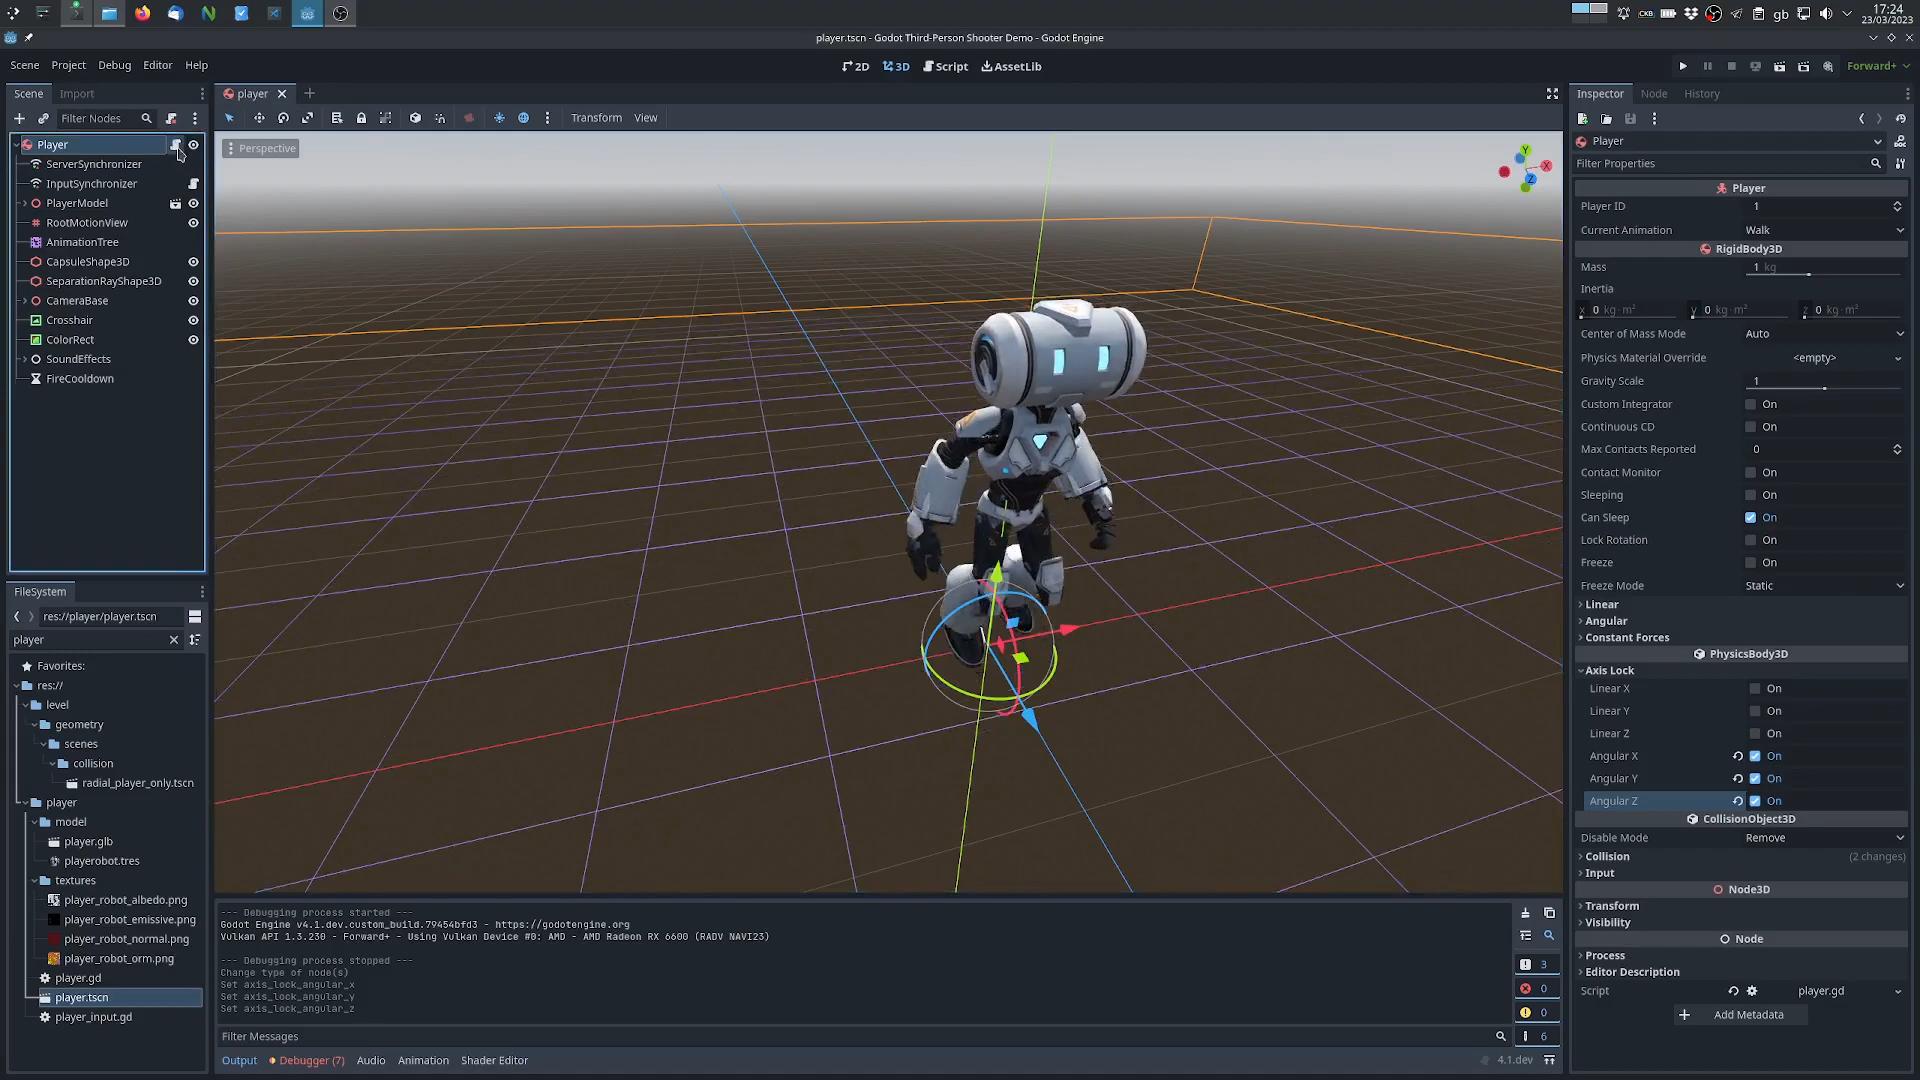 CKB
gb
17:24
23/03/2023
player.tscn - Godot Third-Person Shooter Demo - Godot Engine
Scene Project Debug Editor Help
2D 3D Script AssetLib
Forward+
Scene Import
player
Filter Nodes
Transform View
Player
ServerSynchronizer
InputSynchronizer
PlayerModel
RootMotionView
AnimationTree
CapsuleShape3D
SeparationRayShape3D
CameraBase
Crosshair
ColorRect
SoundEffects
FireCooldown
FileSystem
res://player/player.tscn
player
Favorites:
res://
level
geometry
scenes
collision
radial_player_only.tscn
player
model
player.glb
playerobot.tres
textures
player_robot_albedo.png
player_robot_emissive.png
player_robot_normal.png
player_robot_orm.png
player.gd
player.tscn
player_input.gd
Perspective
Y
X
Z
--- Debugging process started ---
Godot Engine v4.1.dev.custom_build.79454bfd3 - https://godotengine.org
Vulkan API 1.3.230 - Forward+ - Using Vulkan Device #0: AMD - AMD Radeon RX 6600 (RADV NAVI23)
--- Debugging process stopped ---
Change type of node(s)
Set axis_lock_angular_x
Set axis_lock_angular_y
Set axis_lock_angular_z
3
0
0
6
Filter Messages
Output Debugger (7) Audio Animation Shader Editor
4.1.dev
Inspector Node History
Player
Filter Properties
Player
Player ID 1
Current Animation Walk
RigidBody3D
Mass 1 kg
Inertia
x 0 kg·m² y 0 kg·m² z 0 kg·m²
Center of Mass Mode Auto
Physics Material Override <empty>
Gravity Scale 1
Custom Integrator On
Continuous CD On
Max Contacts Reported 0
Contact Monitor On
Sleeping On
Can Sleep On
Lock Rotation On
Freeze On
Freeze Mode Static
Linear
Angular
Constant Forces
PhysicsBody3D
Axis Lock
Linear X On
Linear Y On
Linear Z On
Angular X On
Angular Y On
Angular Z On
CollisionObject3D
Disable Mode Remove
Collision (2 changes)
Input
Node3D
Transform
Visibility
Node
Process
Editor Description
Script player.gd
Add Metadata